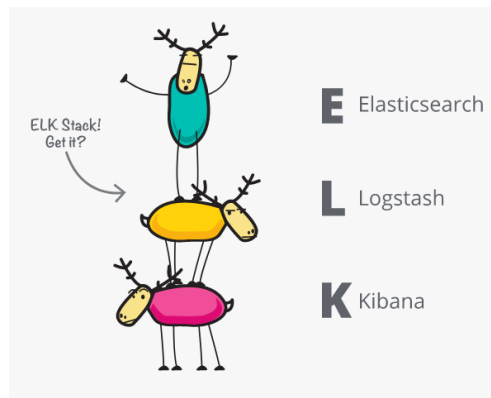 ELK Stack!
Get it?
E Elasticsearch
L Logstash
K Kibana